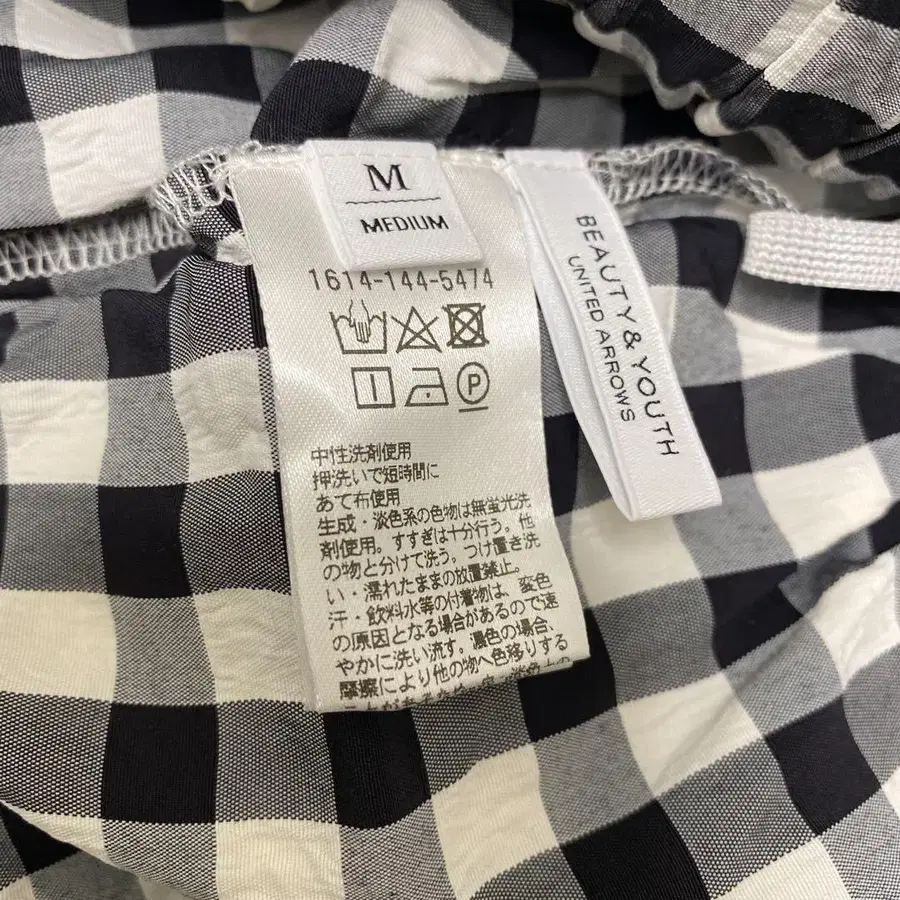 M
MEDIUM
1614-144-5474
P
中性洗剤使用
押洗いで短時間に
あて布使用
生成・淡色系の色物は無蛍光洗
剤使用。すすぎは十分行う。他
の物と分けて洗う。つけ置き洗
い・濡れたままの放置禁止。
汗・飲料水等の付着物は、変色
の原因となる場合があるので速
やかに洗い流す。濃色の場合、
摩擦により他の物へ色移りする
BEAUTY & YOUTH
UNITED ARROWS